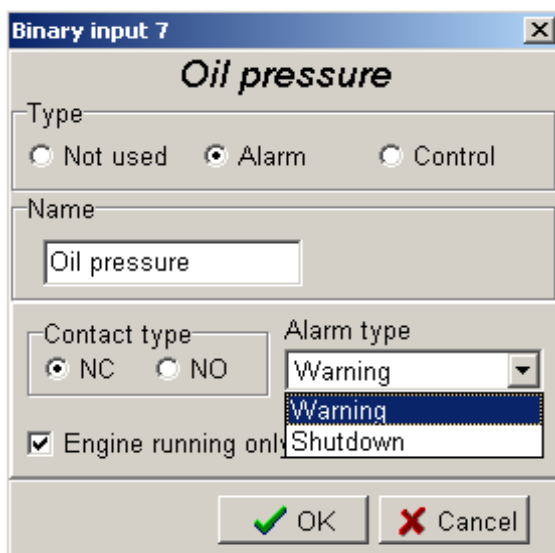 Binary input 7
Oil pressure
Type
Not used Alarm Control
Name
Oil pressure
Contact type Alarm type
NC NO Warning
Warning
Engine running only Shutdown
OK Cancel